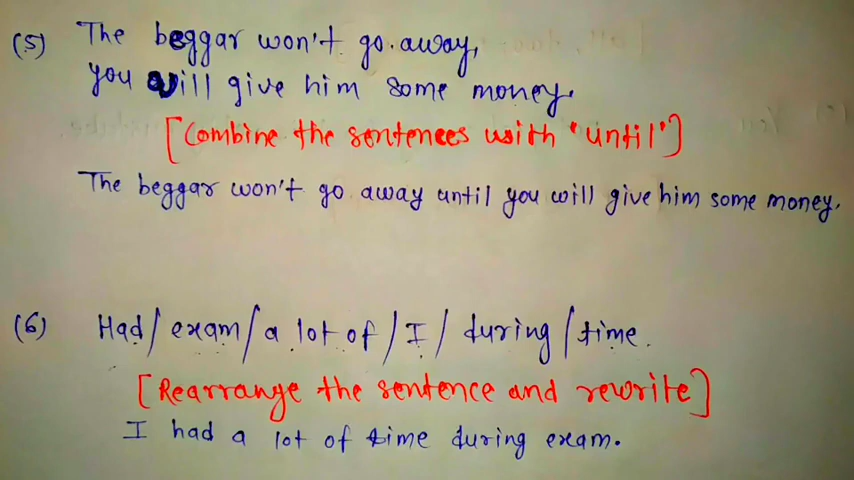 (5) The beggar won't go away,
you will give him some money.
[Combine the sentences with 'until']
The beggar won't go away until you will give him some money.
(6) Had/ exam/a lot of/I/ during/time.
[Rearrange the sentence and rewrite]
I had a lot of time during exam.